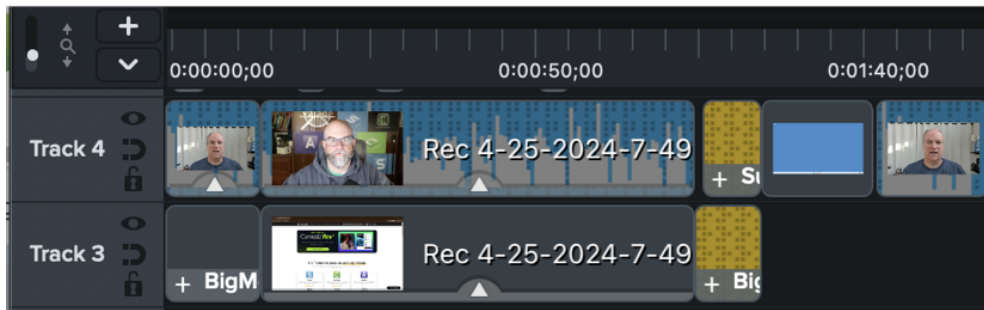 0:00:00;00 0:00:50;00 0:01:40;00
Track 4
Rec 4-25-2024-7-49
+ Su
Track 3
+ BigM
Rec 4-25-2024-7-49
+ Big